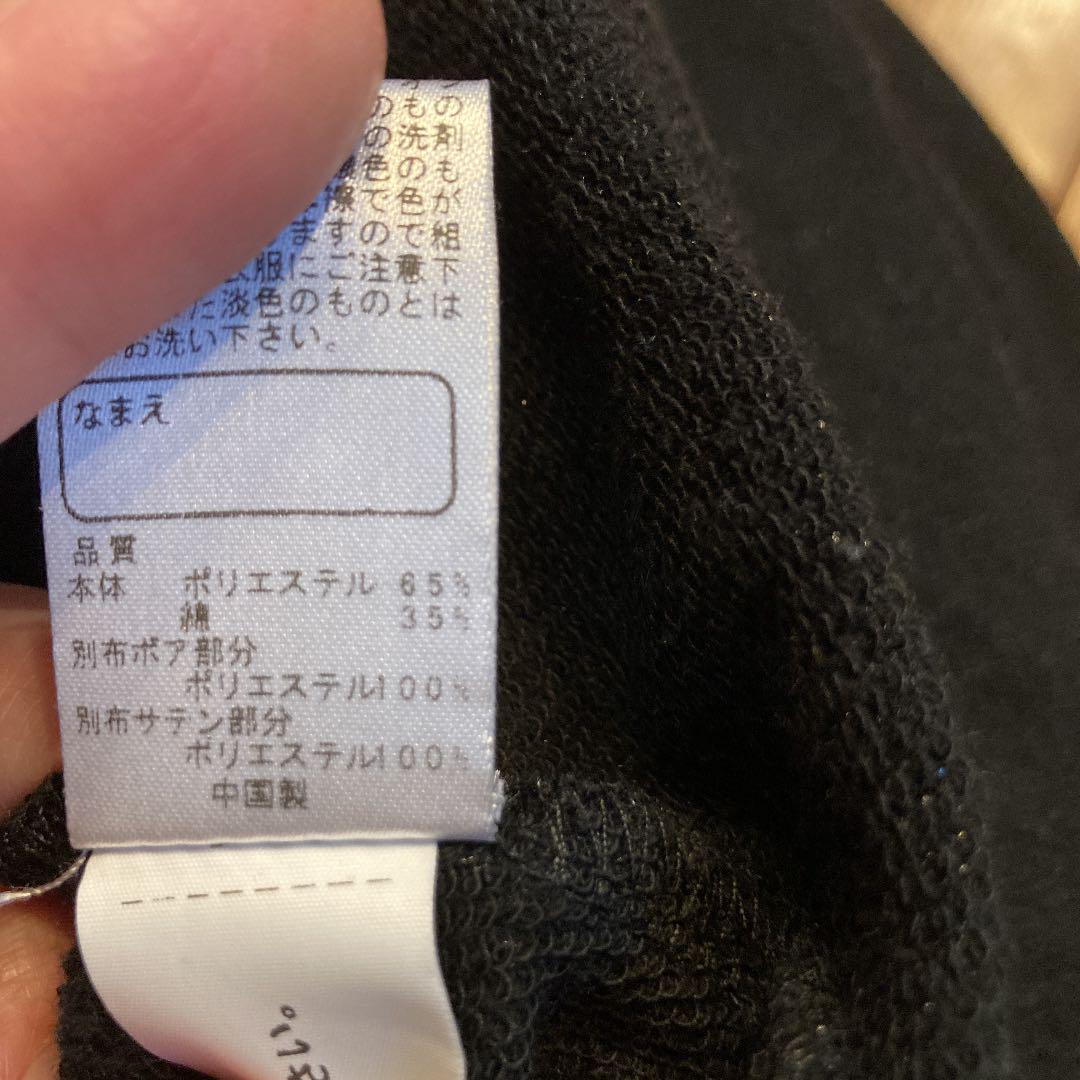 の
のも剤
の洗も
色のが
での色
ますので組
衣服にご注意下
た淡色のものとは
お洗い下さい。
なまえ
品質
本体 ポリエステル 65%
綿 35%
別布ボア部分
ポリエステル100%
別布サテン部分
ポリエステル100%
中国製